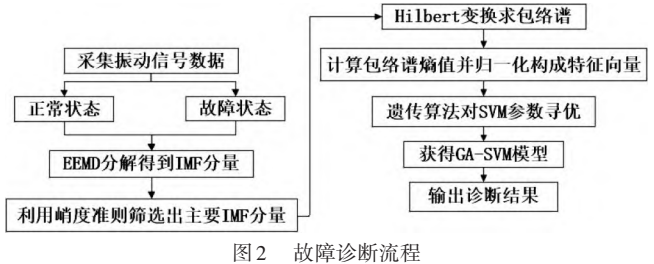 采集振动信号数据
正常状态
故障状态
EEMD分解得到IMF分量
利用峭度准则筛选出主要IMF分量
Hilbert变换求包络谱
计算包络谱熵值并归一化构成特征向量
遗传算法对SVM参数寻优
获得GA-SVM模型
输出诊断结果
图2 故障诊断流程